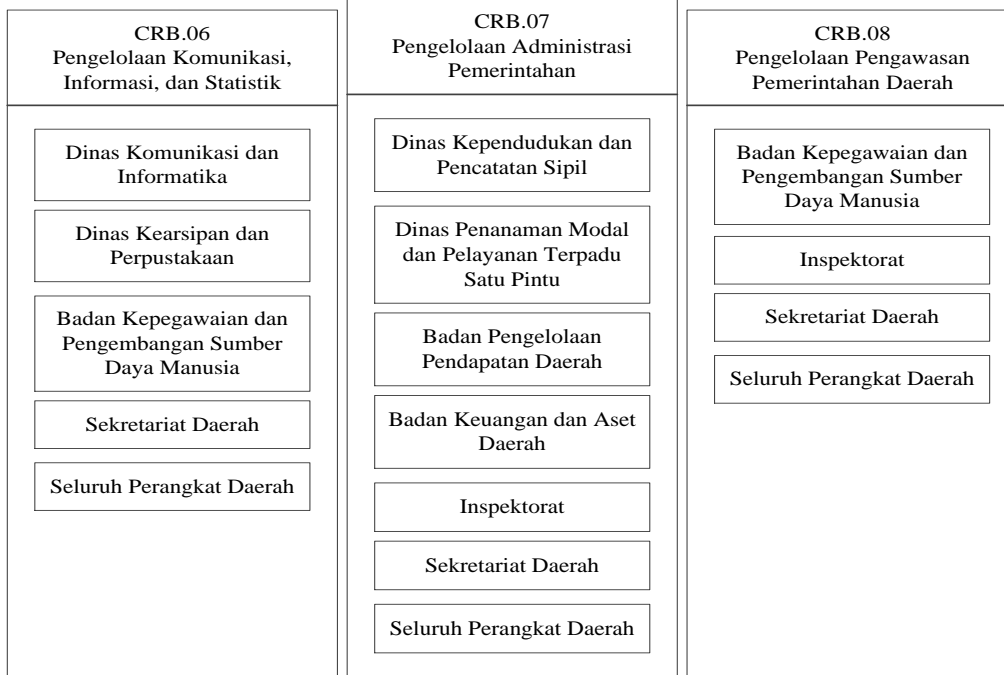 CRB.06
Pengelolaan Komunikasi,
Informasi, dan Statistik
Dinas Komunikasi dan
Informatika
Dinas Kearsipan dan
Perpustakaan
Badan Kepegawaian dan
Pengembangan Sumber
Daya Manusia
Sekretariat Daerah
Seluruh Perangkat Daerah
CRB.07
Pengelolaan Administrasi
Pemerintahan
Dinas Kependudukan dan
Pencatatan Sipil
Dinas Penanaman Modal
dan Pelayanan Terpadu
Satu Pintu
Badan Pengelolaan
Pendapatan Daerah
Badan Keuangan dan Aset
Daerah
Inspektorat
Sekretariat Daerah
Seluruh Perangkat Daerah
CRB.08
Pengelolaan Pengawasan
Pemerintahan Daerah
Badan Kepegawaian dan
Pengembangan Sumber
Daya Manusia
Inspektorat
Sekretariat Daerah
Seluruh Perangkat Daerah